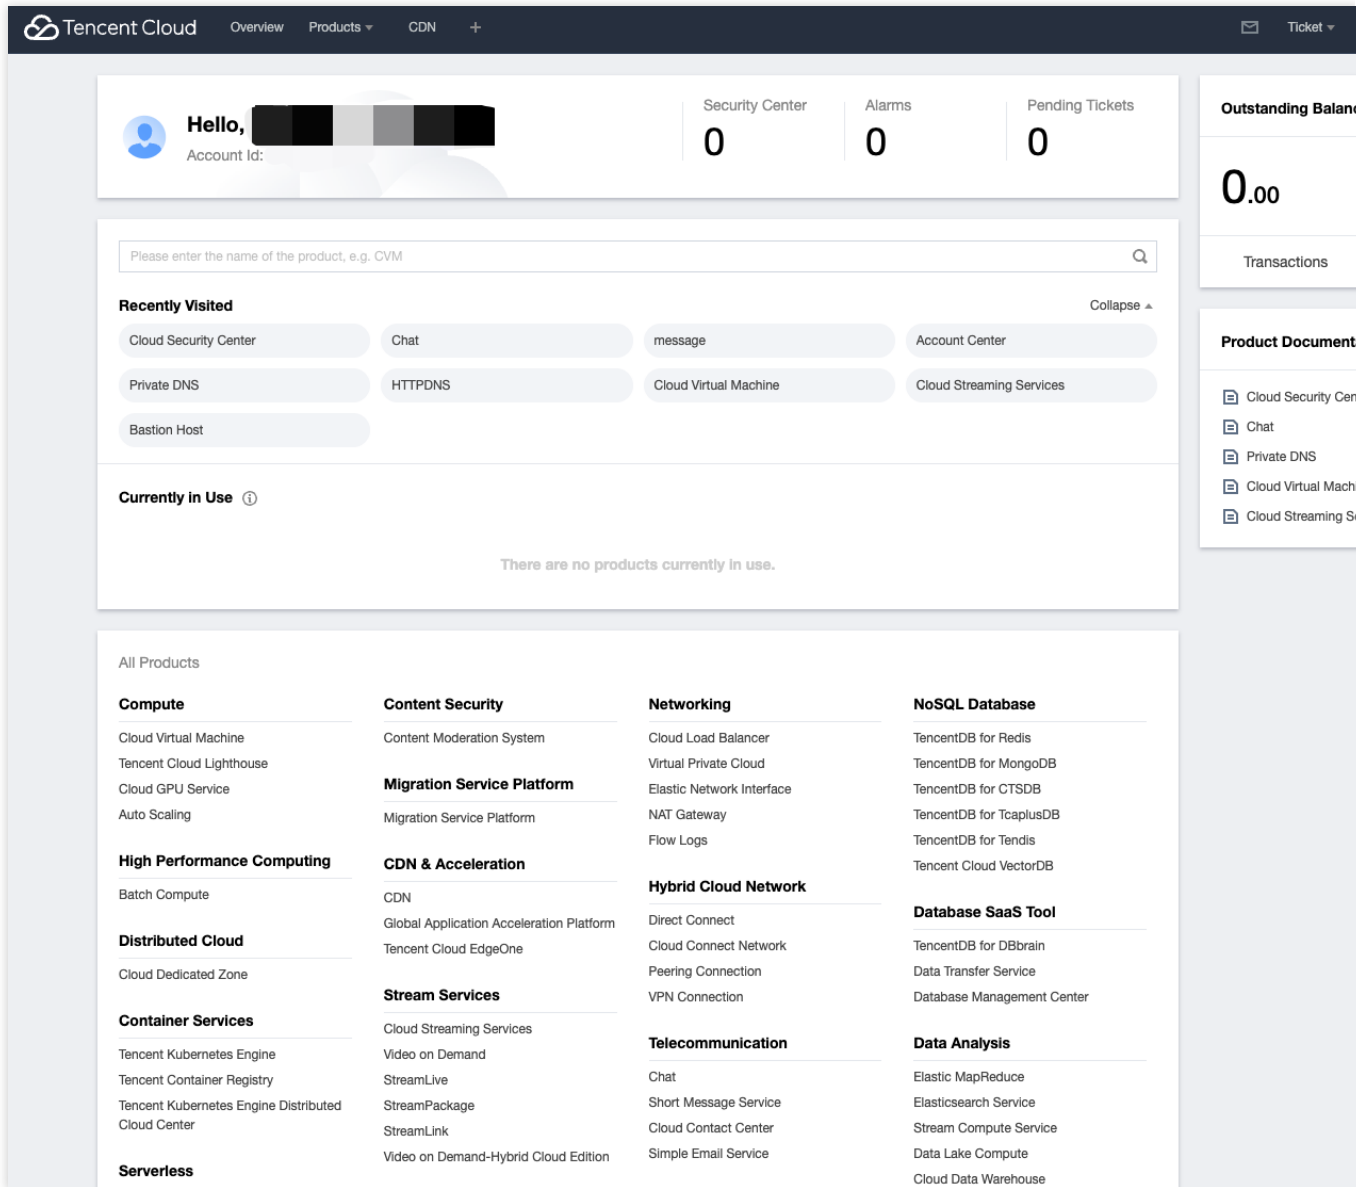 Tencent Cloud Overview Products CDN + Ticket
Hello,
Account Id:
Security Center
0
Alarms
0
Pending Tickets
0
Outstanding
0.00
Transactions
Please enter the name of the product, e.g. CVM
Recently Visited
Collapse
Cloud Security Center
Chat
message
Account Center
Private DNS
HTTPDNS
Cloud Virtual Machine
Cloud Streaming Services
Bastion Host
Currently in Use
There are no products currently in use.
Product
Cloud Security
Chat
Private DNS
Cloud Virtual
Cloud Streaming
All Products
Compute
Cloud Virtual Machine
Tencent Cloud Lighthouse
Cloud GPU Service
Auto Scaling
High Performance Computing
Batch Compute
Distributed Cloud
Cloud Dedicated Zone
Container Services
Tencent Kubernetes Engine
Tencent Container Registry
Tencent Kubernetes Engine Distributed
Cloud Center
Serverless
Content Security
Content Moderation System
Migration Service Platform
Migration Service Platform
CDN & Acceleration
CDN
Global Application Acceleration Platform
Tencent Cloud EdgeOne
Stream Services
Cloud Streaming Services
Video on Demand
StreamLive
StreamPackage
StreamLink
Video on Demand-Hybrid Cloud Edition
Networking
Cloud Load Balancer
Virtual Private Cloud
Elastic Network Interface
NAT Gateway
Flow Logs
Hybrid Cloud Network
Direct Connect
Cloud Connect Network
Peering Connection
VPN Connection
Telecommunication
Chat
Short Message Service
Cloud Contact Center
Simple Email Service
NoSQL Database
TencentDB for Redis
TencentDB for MongoDB
TencentDB for CTSDB
TencentDB for TcaplusDB
TencentDB for Tendis
Tencent Cloud VectorDB
Database SaaS Tool
TencentDB for DBbrain
Data Transfer Service
Database Management Center
Data Analysis
Elastic MapReduce
Elasticsearch Service
Stream Compute Service
Data Lake Compute
Cloud Data Warehouse